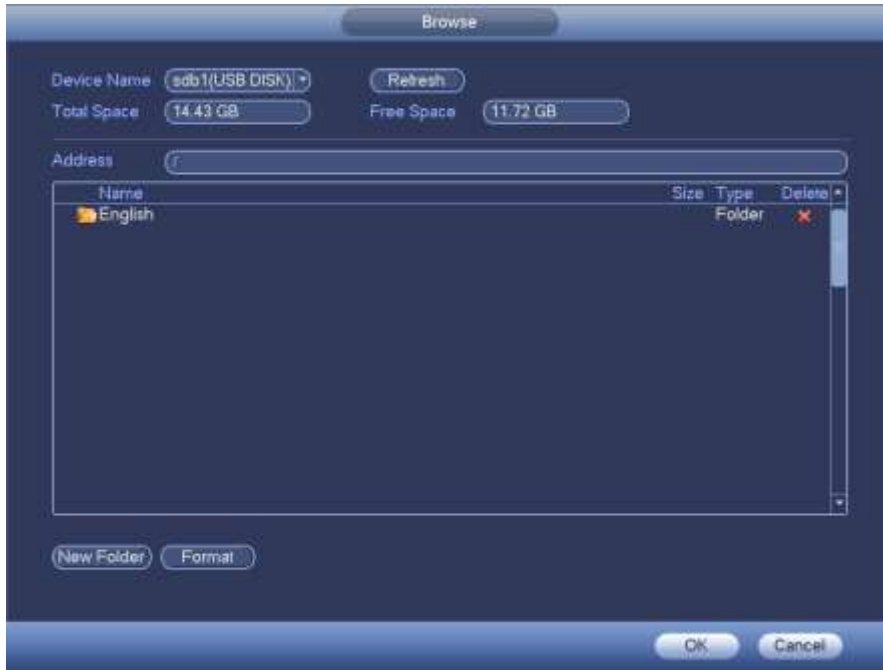 Browse
Device Name sdb1(USB DISK) Refresh
Total Space 14.43 GB Free Space 11.72 GB
Address /
Name Size Type Delete
English Folder
New Folder Format
OK Cancel